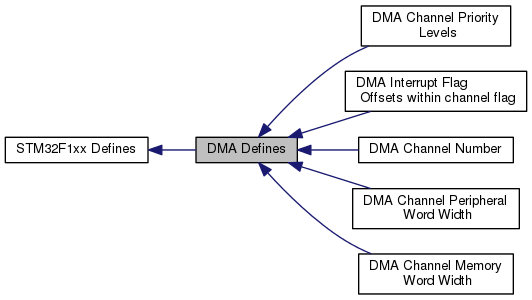 DMA Channel Priority
Levels
DMA Interrupt Flag
Offsets within channel flag
STM32F1xx Defines
DMA Defines
DMA Channel Number
DMA Channel Peripheral
Word Width
DMA Channel Memory
Word Width